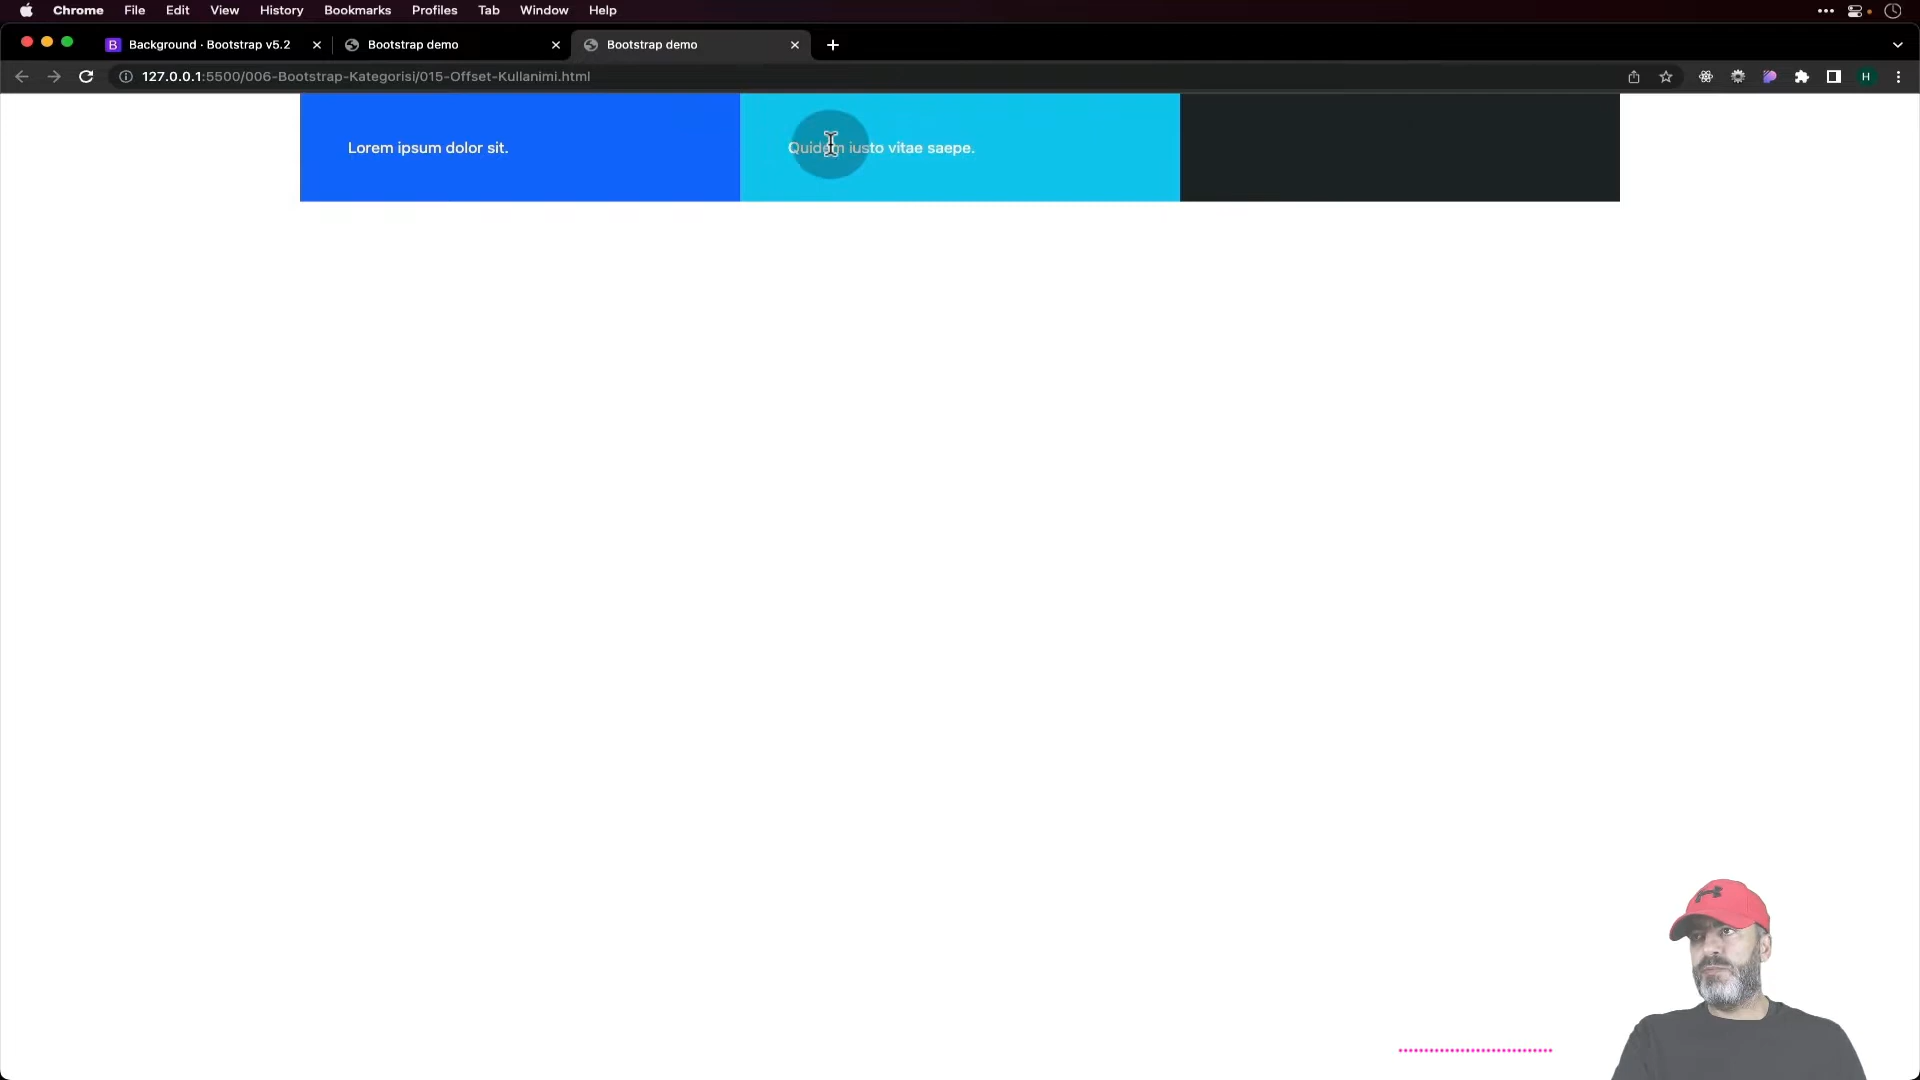 Chrome File Edit View History Bookmarks Profiles Tab Window Help
B Background · Bootstrap v5.2 Bootstrap demo Bootstrap demo
127.0.0.1:5500/006-Bootstrap-Kategorisi/015-Offset-Kullanimi.html H
Lorem ipsum dolor sit. Quidem iusto vitae saepe.